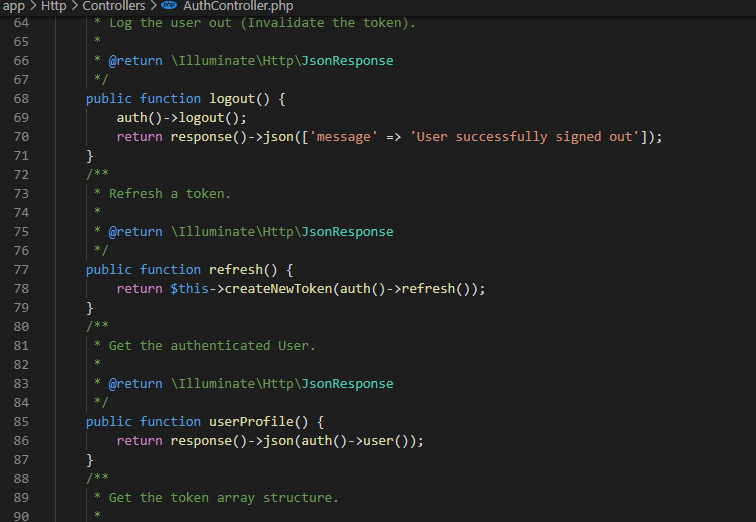 app > Http > Controllers > php AuthController.php
64 * Log the user out (Invalidate the token).
65 *
66 * @return \Illuminate\Http\JsonResponse
67 */
68 public function logout() {
69 auth()->logout();
70 return response()->json(['message' => 'User successfully signed out']);
71 }
72 /**
73 * Refresh a token.
74 *
75 * @return \Illuminate\Http\JsonResponse
76 */
77 public function refresh() {
78 return $this->createNewToken(auth()->refresh());
79 }
80 /**
81 * Get the authenticated User.
82 *
83 * @return \Illuminate\Http\JsonResponse
84 */
85 public function userProfile() {
86 return response()->json(auth()->user());
87 }
88 /**
89 * Get the token array structure.
90 *